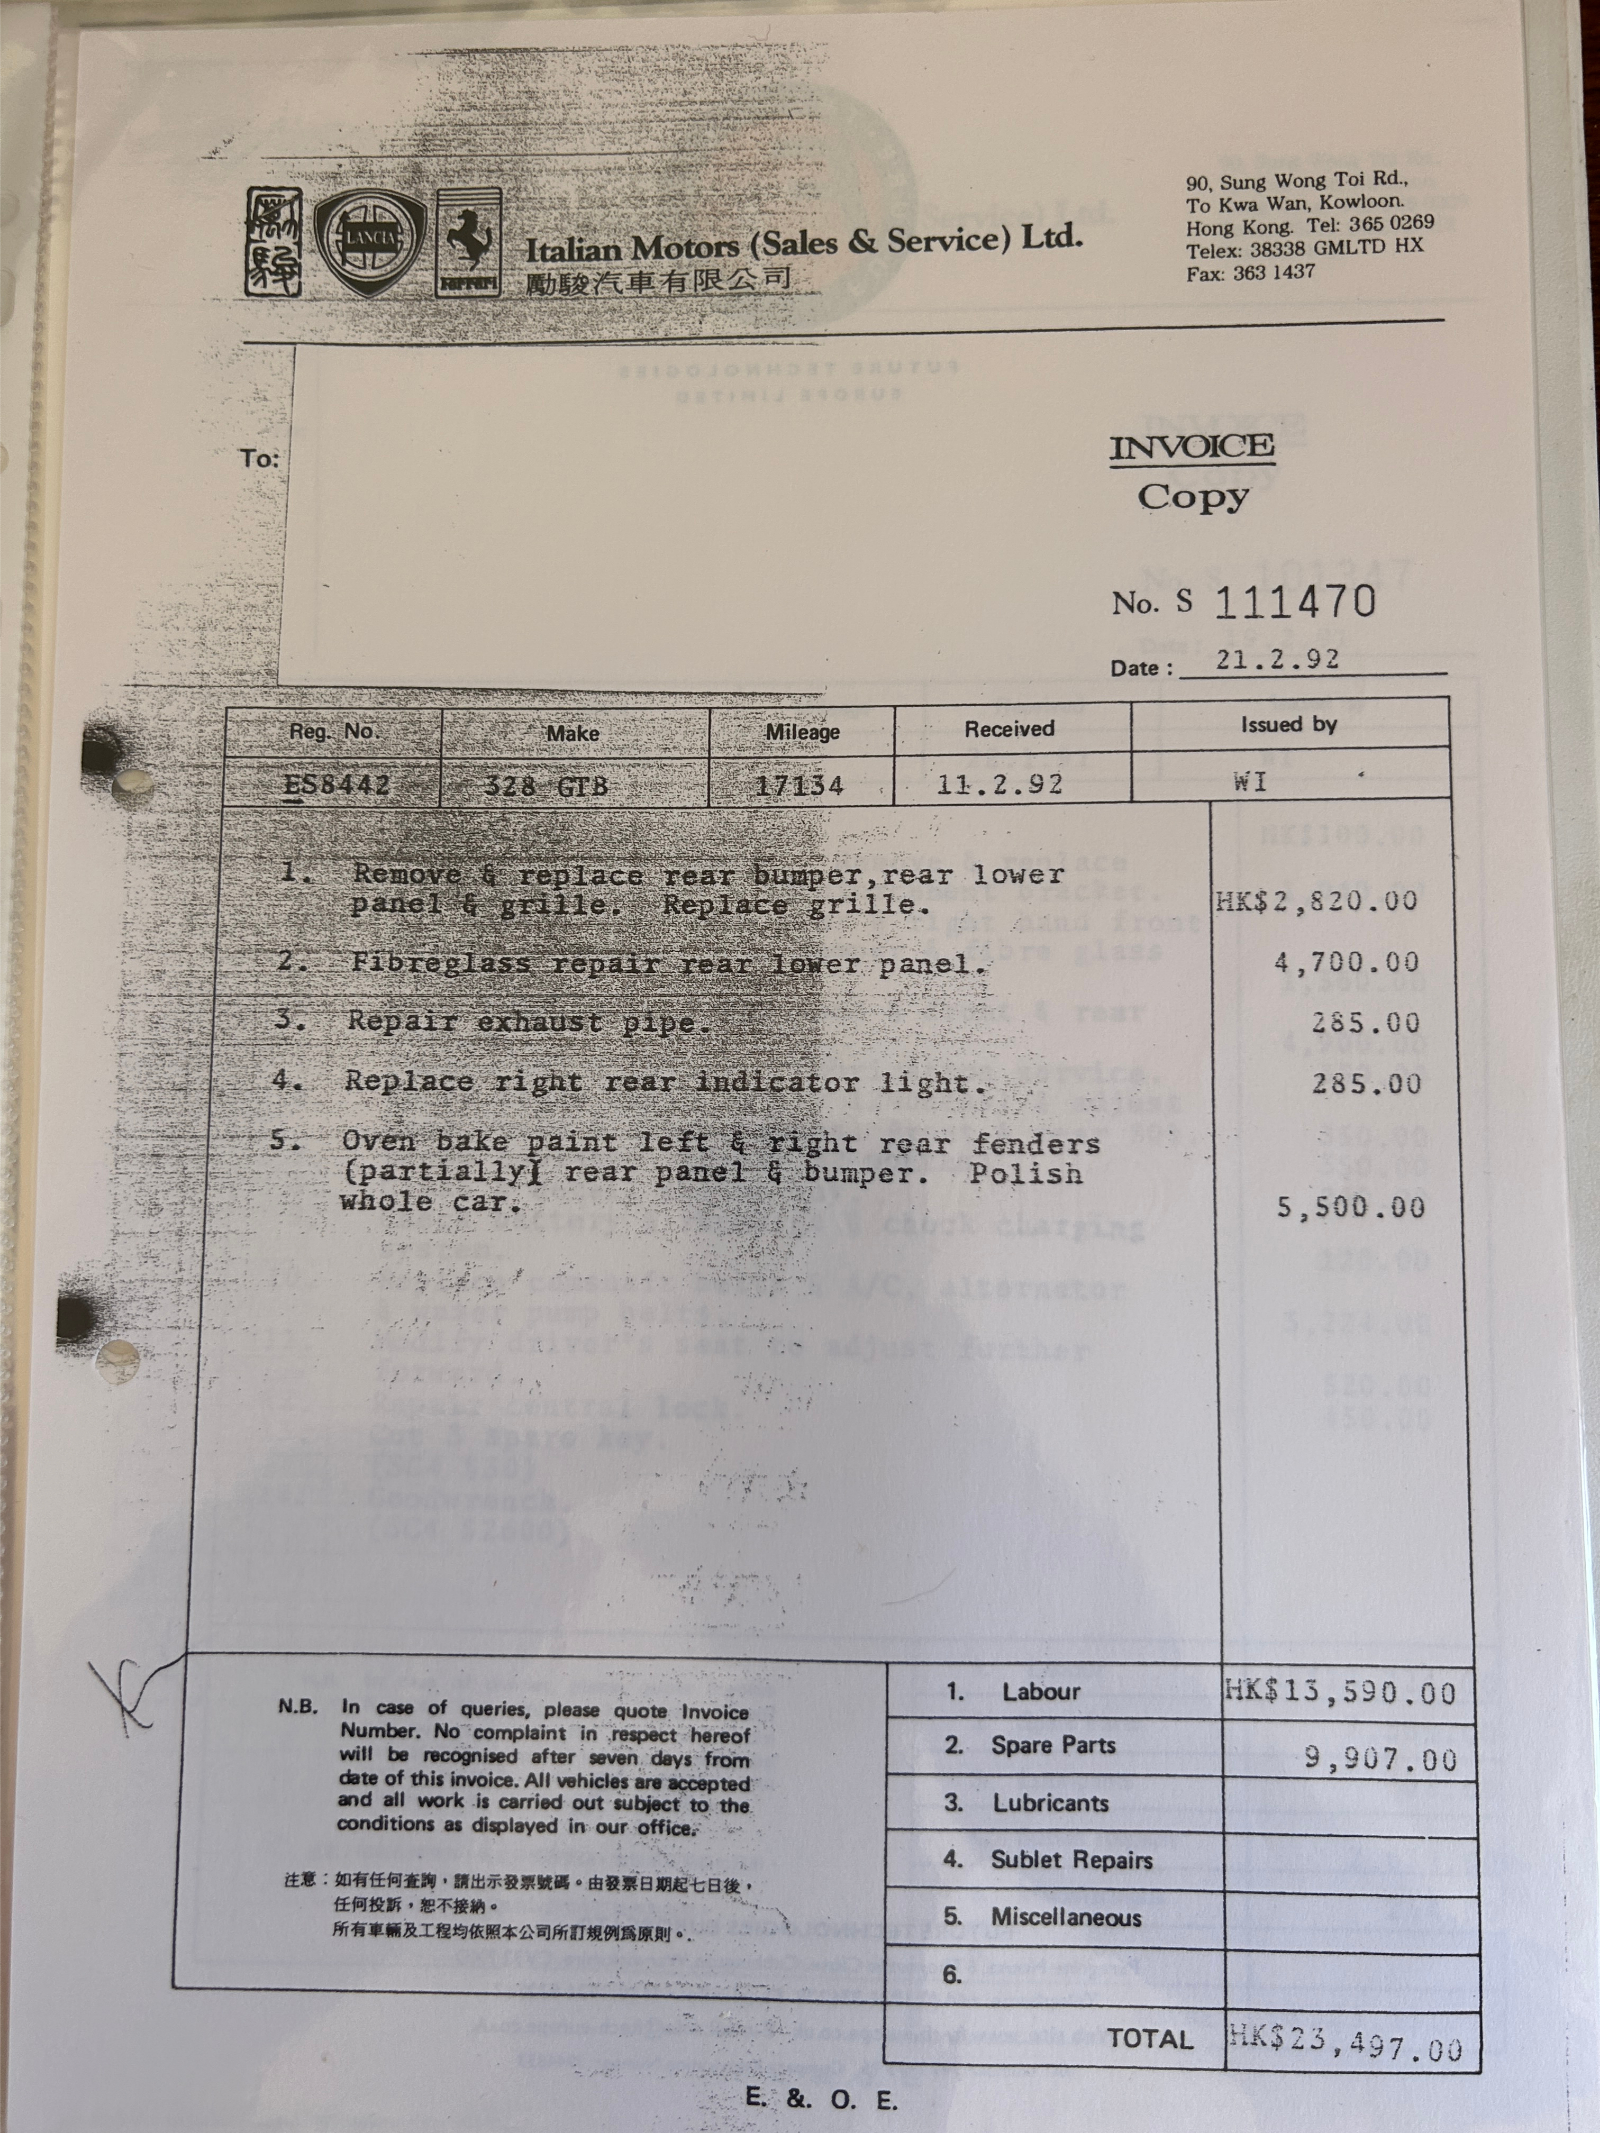 勵駿
LANCIA
Ferrari
Italian Motors (Sales & Service) Ltd.
勵駿汽車有限公司
90, Sung Wong Toi Rd.,
To Kwa Wan, Kowloon.
Hong Kong. Tel: 365 0269
Telex: 38338 GMLTD HX
Fax: 363 1437
To:
INVOICE
Copy
No. S 111470
Date : 21.2.92
Reg. No. Make Mileage Received Issued by
ES8442 328 GTB 17134 11.2.92 WI
1. Remove & replace rear bumper,rear lower
panel & grille. Replace grille. HK$2,820.00
2. Fibreglass repair rear lower panel. 4,700.00
3. Repair exhaust pipe. 285.00
4. Replace right rear indicator light. 285.00
5. Oven bake paint left & right rear fenders
(partially) rear panel & bumper. Polish
whole car. 5,500.00
N.B. In case of queries, please quote Invoice
Number. No complaint in respect hereof
will be recognised after seven days from
date of this invoice. All vehicles are accepted
and all work is carried out subject to the
conditions as displayed in our office.
注意：如有任何查詢，請出示發票號碼。由發票日期起七日後，
任何投訴，恕不接納。
所有車輛及工程均依照本公司所訂規例爲原則。
1. Labour HK$13,590.00
2. Spare Parts 9,907.00
3. Lubricants
4. Sublet Repairs
5. Miscellaneous
6.
TOTAL HK$23,497.00
E. &. O. E.